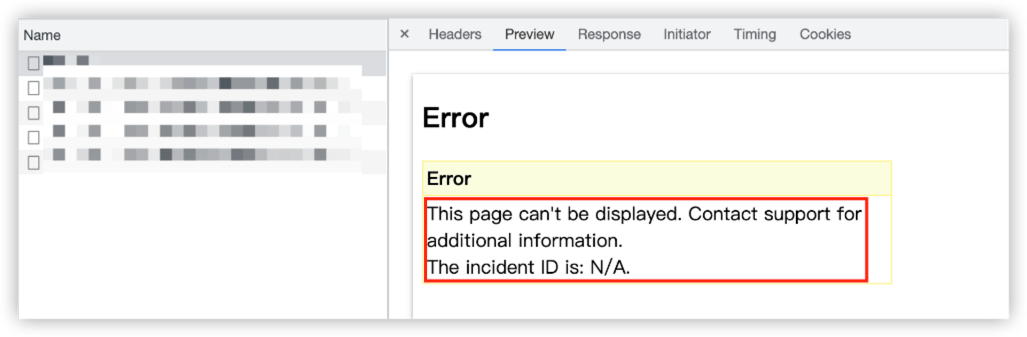 Name
× Headers Preview Response Initiator Timing Cookies
Error
Error
This page can't be displayed. Contact support for
additional information.
The incident ID is: N/A.